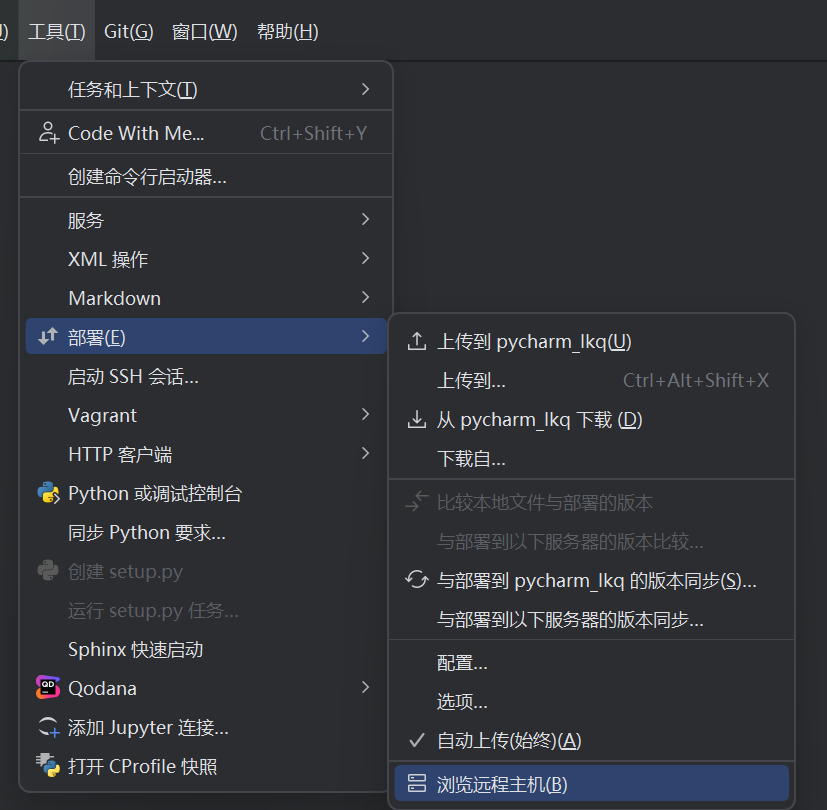 工具(T) Git(G) 窗口(W) 帮助(H)
任务和上下文(T)
Code With Me... Ctrl+Shift+Y
创建命令行启动器...
服务
XML 操作
Markdown
部署(E)
启动 SSH 会话...
Vagrant
HTTP 客户端
Python 或调试控制台
同步 Python 要求...
创建 setup.py
运行 setup.py 任务...
Sphinx 快速启动
Qodana
添加 Jupyter 连接...
打开 CProfile 快照
上传到 pycharm_lkq(U)
上传到... Ctrl+Alt+Shift+X
从 pycharm_lkq 下载 (D)
下载自...
比较本地文件与部署的版本
与部署到以下服务器的版本比较...
与部署到 pycharm_lkq 的版本同步(S)...
与部署到以下服务器的版本同步...
配置...
选项...
自动上传(始终)(A)
浏览远程主机(B)